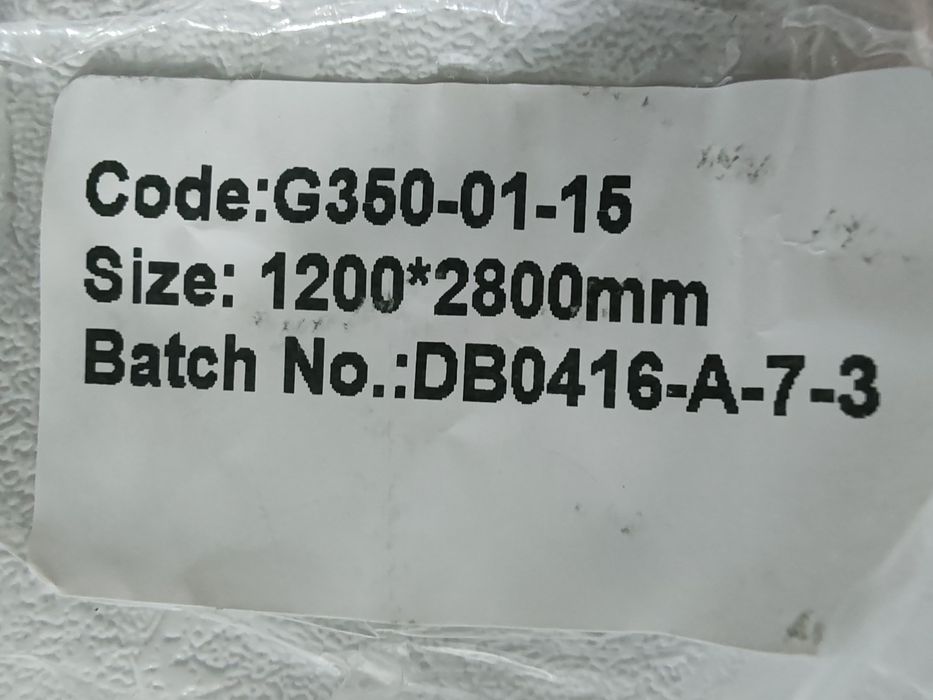 Code:G350-01-15
Size: 1200*2800mm
Batch No.:DB0416-A-7-3